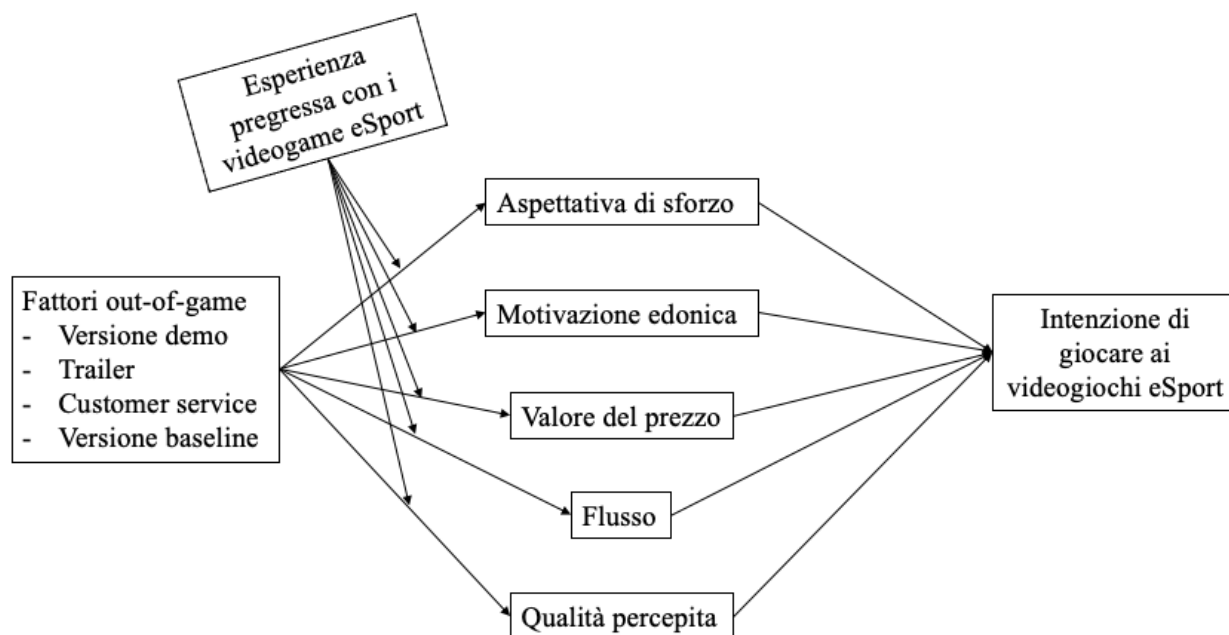 Esperienza
pregressa con i
videogame eSport
Aspettativa di sforzo
Fattori out-of-game
- Versione demo
- Trailer
- Customer service
- Versione baseline
Motivazione edonica
Intenzione di
giocare ai
videogiochi eSport
Valore del prezzo
Flusso
Qualità percepita